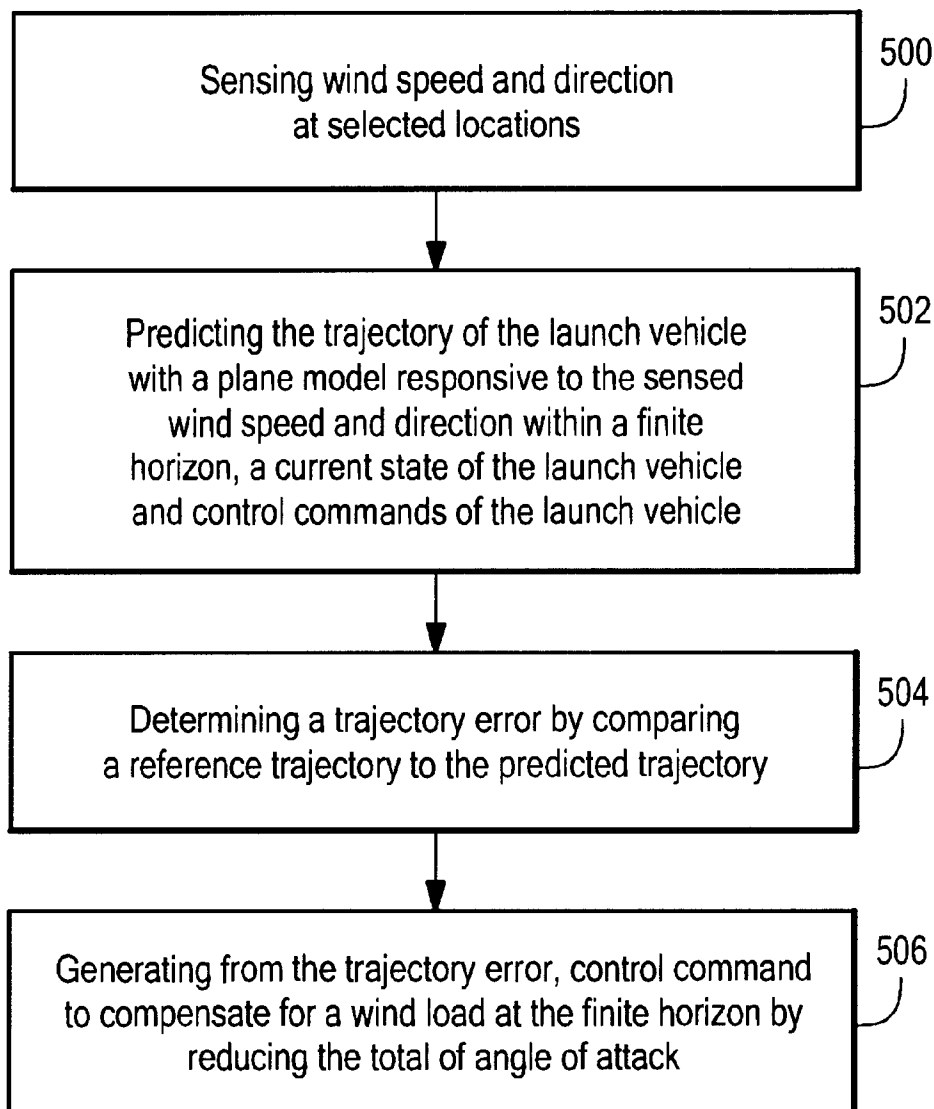 500
Sensing wind speed and direction
at selected locations
502
Predicting the trajectory of the launch vehicle
with a plane model responsive to the sensed
wind speed and direction within a finite
horizon, a current state of the launch vehicle
and control commands of the launch vehicle
504
Determining a trajectory error by comparing
a reference trajectory to the predicted trajectory
506
Generating from the trajectory error, control command
to compensate for a wind load at the finite horizon by
reducing the total of angle of attack